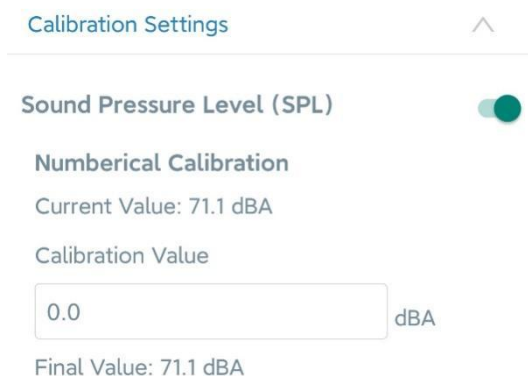 Calibration Settings
Sound Pressure Level (SPL)
Numberical Calibration
Current Value: 71.1 dBA
Calibration Value
0.0 dBA
Final Value: 71.1 dBA